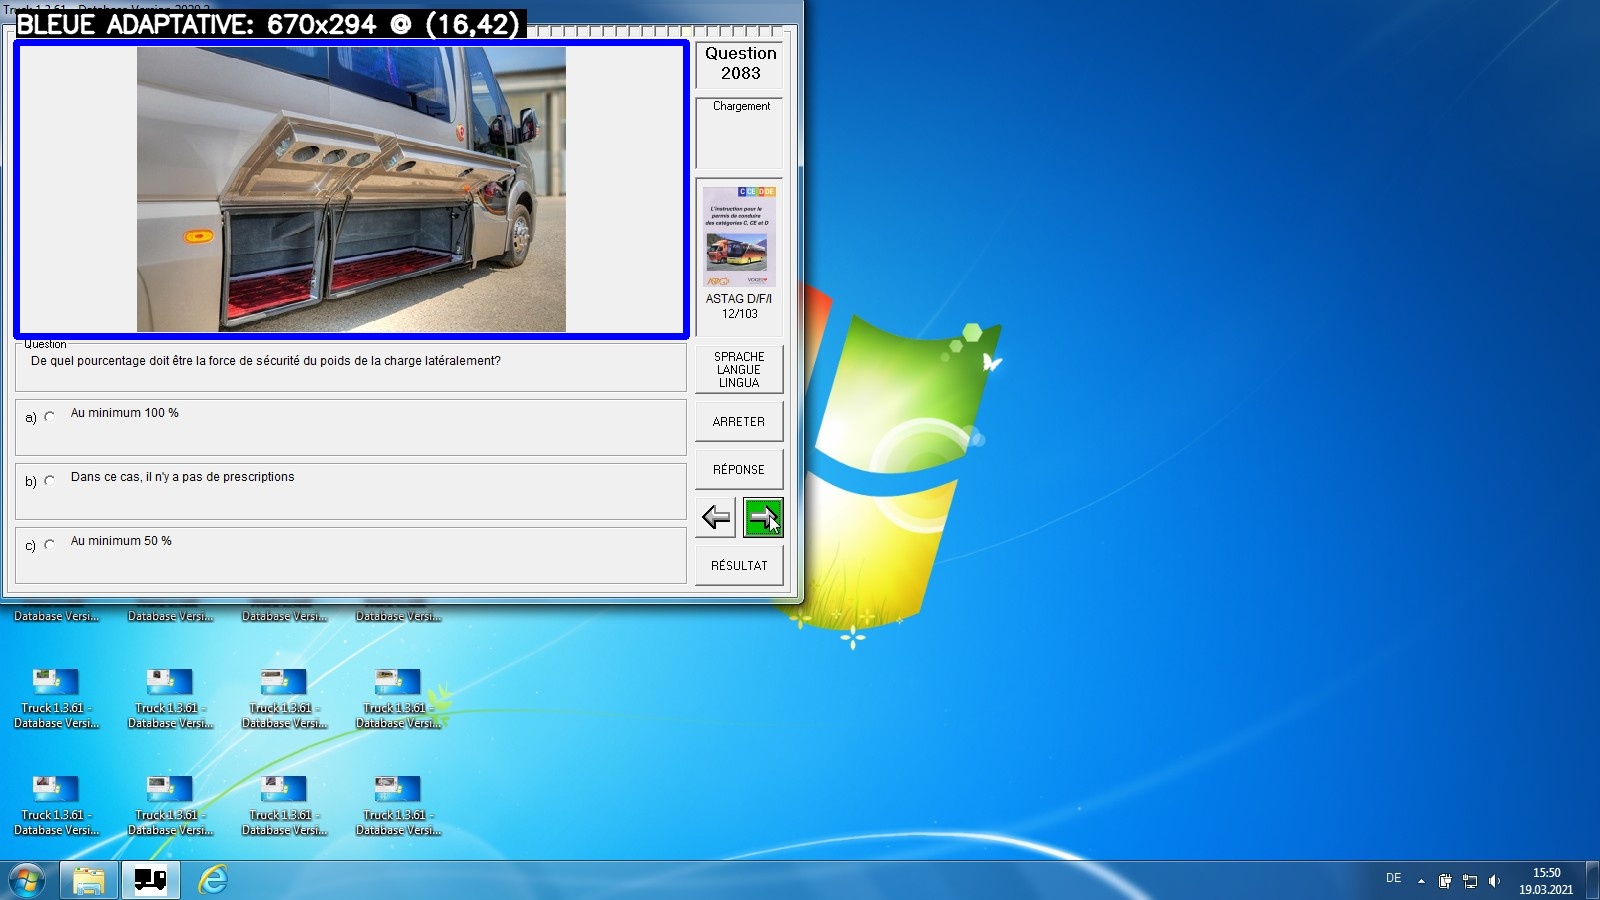 BLEUE ADAPTATIVE: 670x294 @ (16,42)
Question
2083
Chargement
C CE D DE
L'instruction pour le
permis de conduire
des catégories C, CE et D
ASTAG D/F/I
12/103
Question
De quel pourcentage doit être la force de sécurité du poids de la charge latéralement?
a) Au minimum 100 %
b) Dans ce cas, il n'y a pas de prescriptions
c) Au minimum 50 %
SPRACHE
LANGUE
LINGUA
ARRETER
RÉPONSE
RÉSULTAT
Database Versi... Database Versi... Database Versi... Database Versi...
Truck 1.3.61 - Truck 1.3.61 - Truck 1.3.61 - Truck 1.3.61 -
Database Versi... Database Versi... Database Versi... Database Versi...
Truck 1.3.61 - Truck 1.3.61 - Truck 1.3.61 - Truck 1.3.61 -
Database Versi... Database Versi... Database Versi... Database Versi...
DE
15:50
19.03.2021